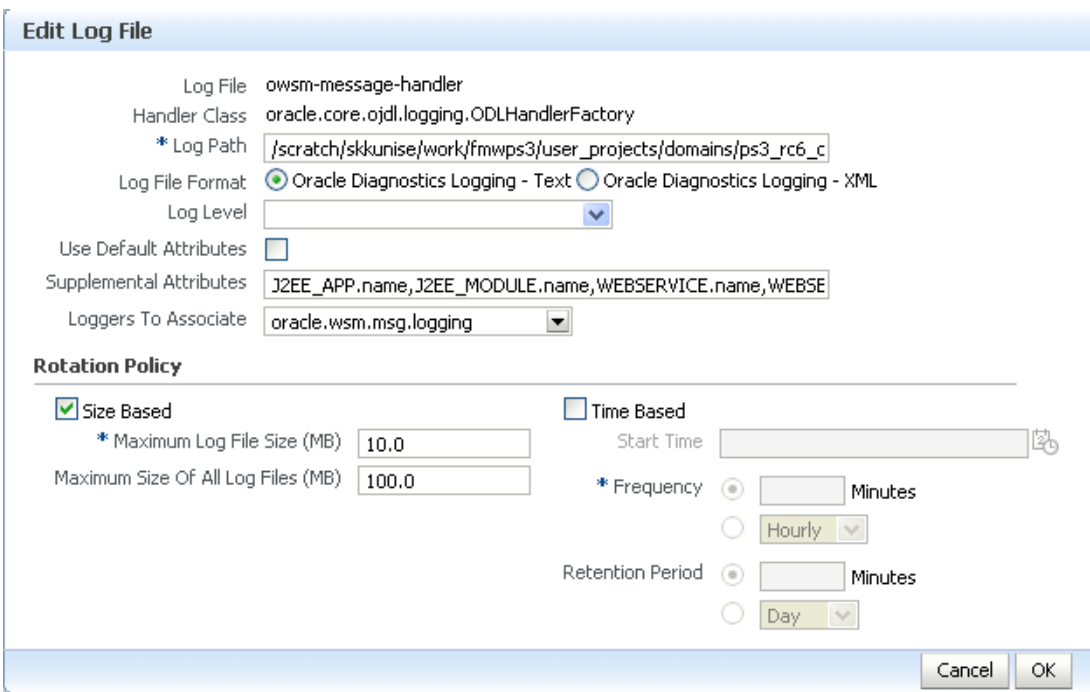 Edit Log File
Log File owsm-message-handler
Handler Class oracle.core.ojdl.logging.ODLHandlerFactory
* Log Path /scratch/skkunise/work/fmwps3/user_projects/domains/ps3_rc6_c
Log File Format Oracle Diagnostics Logging - Text Oracle Diagnostics Logging - XML
Log Level
Use Default Attributes
Supplemental Attributes J2EE_APP.name,J2EE_MODULE.name,WEBSERVICE.name,WEBSE
Loggers To Associate oracle.wsm.msg.logging
Rotation Policy
Size Based
* Maximum Log File Size (MB) 10.0
Maximum Size Of All Log Files (MB) 100.0
Time Based
Start Time
* Frequency Minutes
Hourly
Retention Period Minutes
Day
Cancel OK